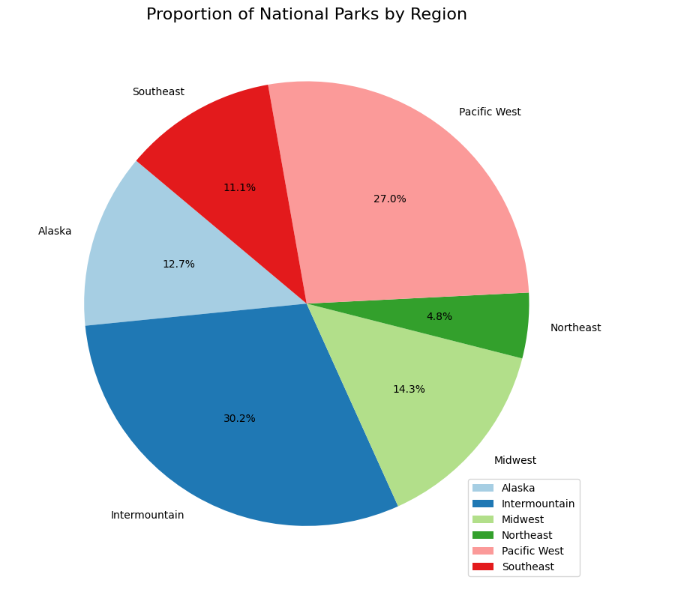 Proportion of National Parks by Region
Southeast
Pacific West
11.1%
27.0%
Alaska
12.7%
4.8%
Northeast
14.3%
30.2%
Midwest
Intermountain
Alaska
Intermountain
Midwest
Northeast
Pacific West
Southeast